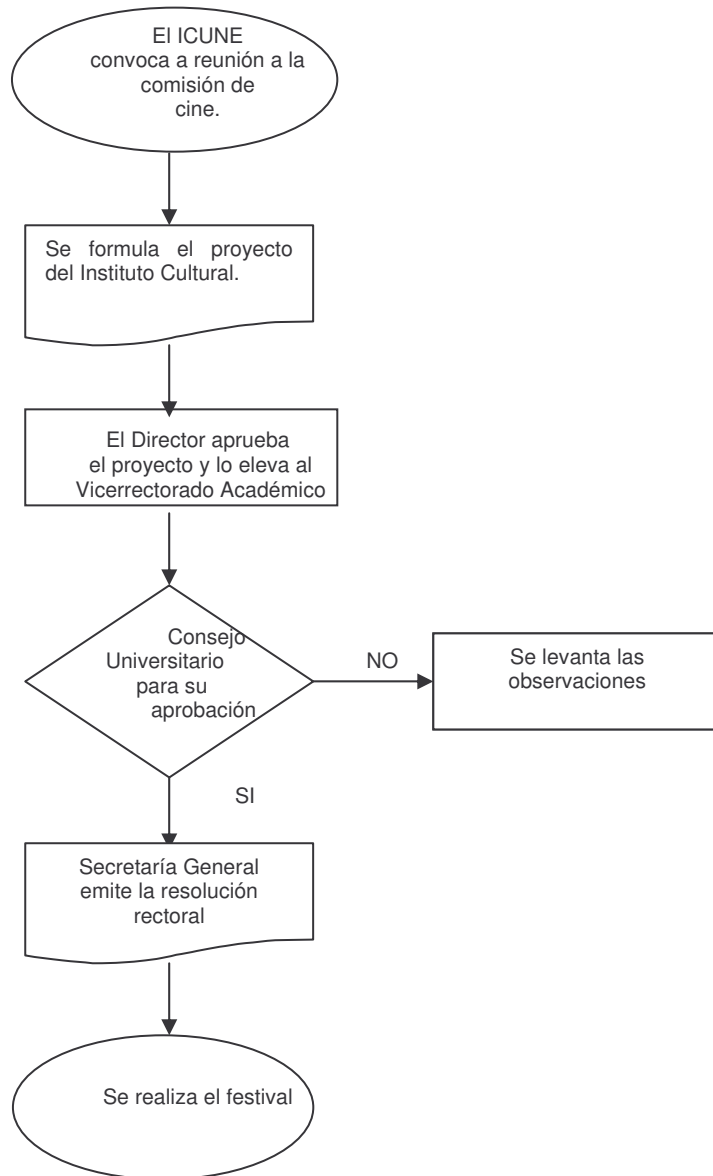 El ICUNE
convoca a reunión a la
comisión de
cine.
Se formula el proyecto
del Instituto Cultural.
El Director aprueba
el proyecto y lo eleva al
Vicerrectorado Académico
Consejo
Universitario
para su
aprobación
NO
Se levanta las
observaciones
SI
Secretaría General
emite la resolución
rectoral
Se realiza el festival